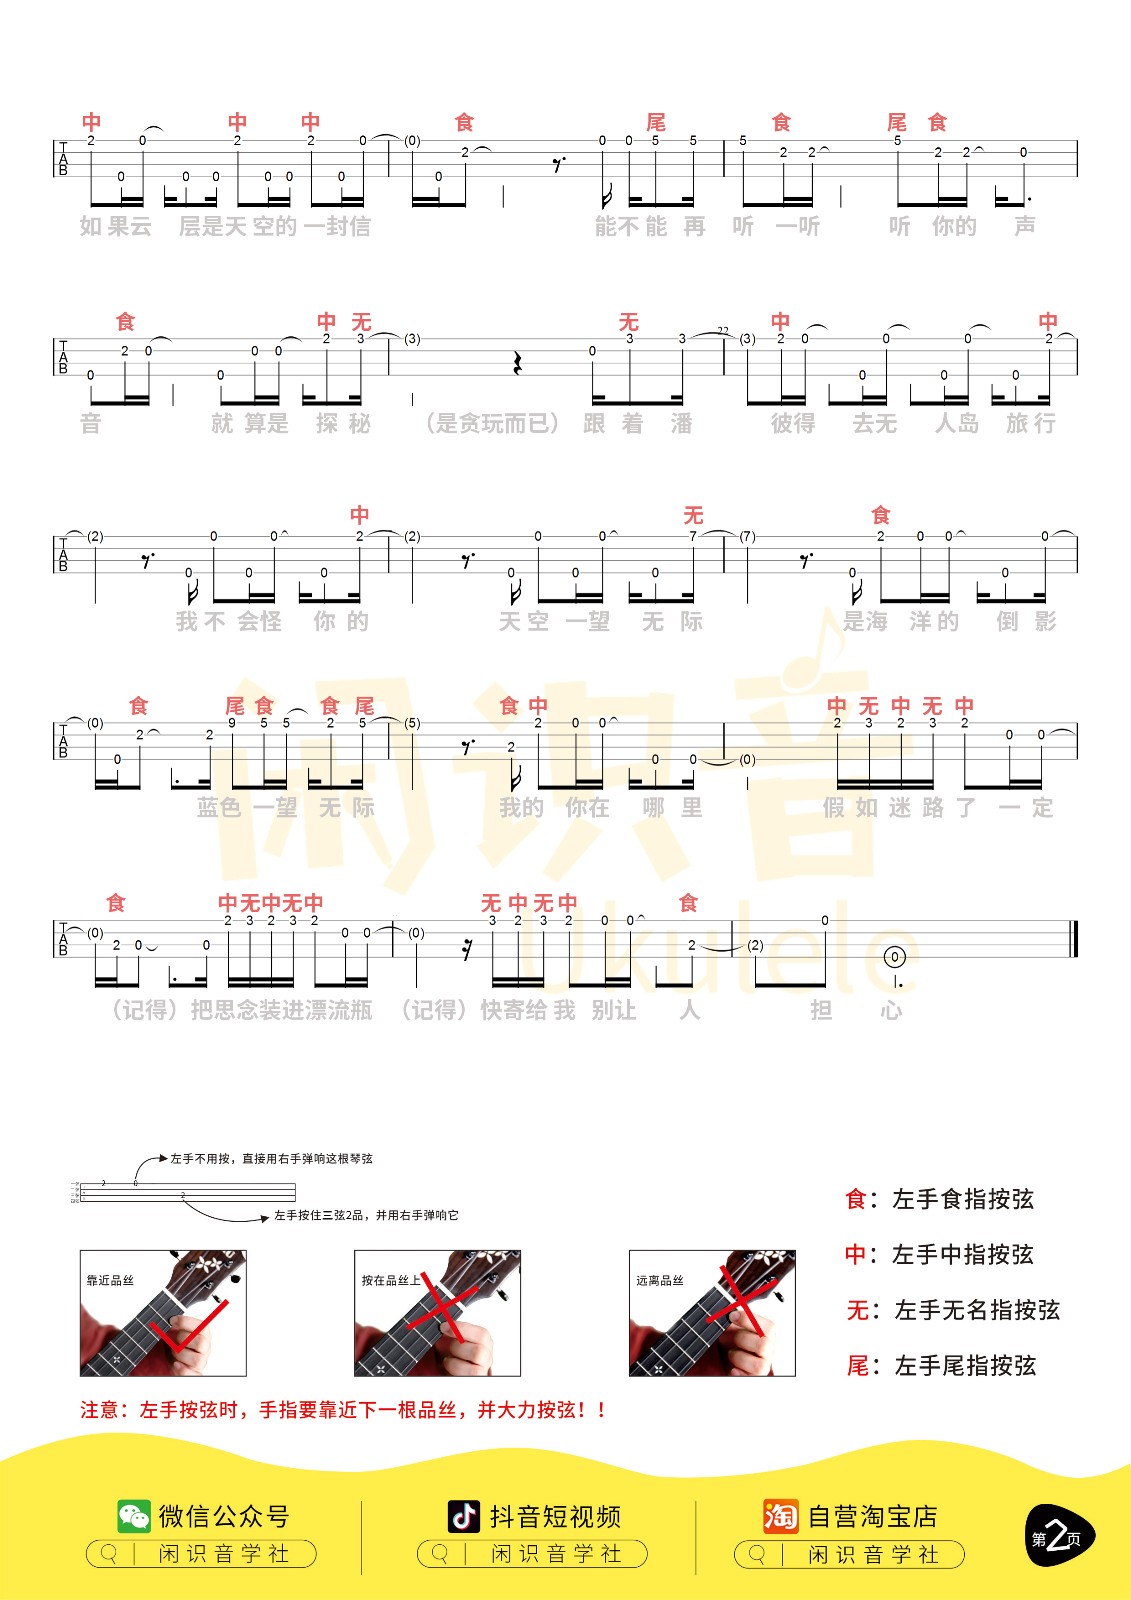 中 中 中 食 尾 食 尾 食
2 0 0 0 0 2 0 0 2 0 0 (0) 0 2 0 0 5 5 5 2 2 5 2 2 0
TAB
如果云 层是天空的一封信 能不能 再 听 一听 听 你的 声
食 中 无 无 中 中
0 2 0 0 0 0 2 3 (3) 0 3 3 22 (3) 2 0 0 0 0 0 0 2
TAB
音 就 算是 探 秘 (是贪玩而已) 跟 着 潘 彼得 去无 人岛 旅行
中 无 食
(2) 0 0 0 0 0 2 (2) 0 0 0 0 0 7 (7) 0 2 0 0 0 0
TAB
我不 会怪 你的 天空 一望 无 际 是海 洋的 倒 影
食 尾 食 食 尾 食 中 中 无 中 无 中
(0) 0 2 2 9 5 5 2 5 (5) 2 2 0 0 0 0 (0) 2 3 2 3 2 0 0
TAB
蓝色 一望 无 际 我的 你在 哪 里 假 如 迷 路 了 一 定
食 中无中无中 无 中 无 中 食
(0) 2 0 0 2 3 2 3 2 0 0 (0) 3 2 3 2 0 0 2 (2) 0 0
TAB
(记得) 把思念装进漂流瓶 (记得) 快寄给我 别让 人 担 心
闲识音
Ukulele
左手不用按，直接用右手弹响这根琴弦
2 0
2
左手按住三弦2品，并用右手弹响它
食：左手食指按弦
中：左手中指按弦
无：左手无名指按弦
尾：左手尾指按弦
靠近品丝
按在品丝上
远离品丝
注意：左手按弦时，手指要靠近下一根品丝，并大力按弦！！
微信公众号
闲识音学社
抖音短视频
闲识音学社
淘 自营淘宝店
闲识音学社
第2页